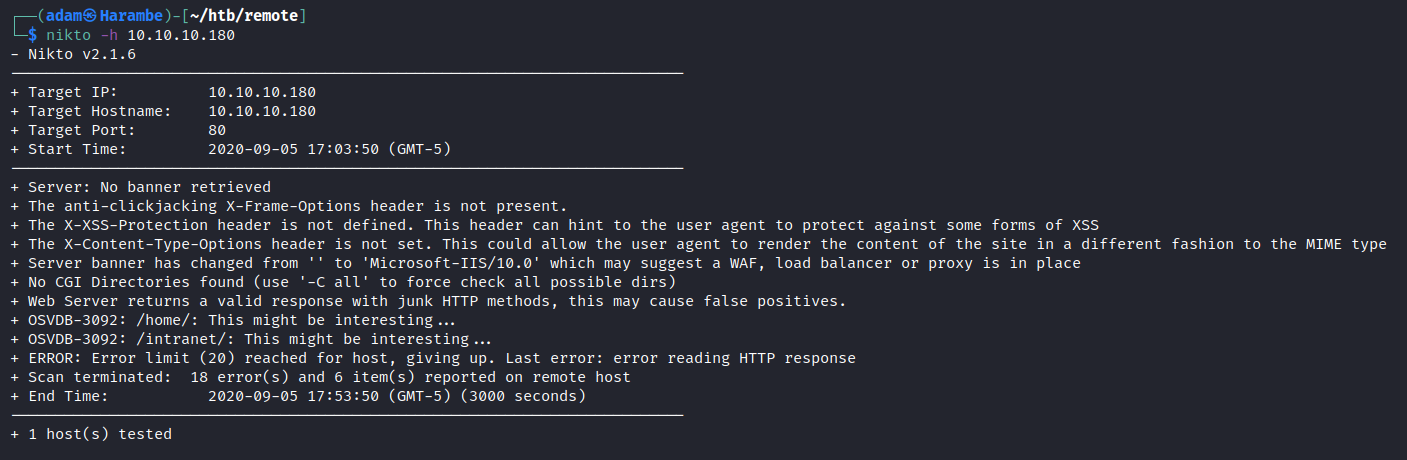 ┌──(adam㉿Harambe)-[~/htb/remote]
└─$ nikto -h 10.10.10.180
- Nikto v2.1.6
---------------------------------------------------------------------------
+ Target IP:          10.10.10.180
+ Target Hostname:    10.10.10.180
+ Target Port:        80
+ Start Time:         2020-09-05 17:03:50 (GMT-5)
---------------------------------------------------------------------------
+ Server: No banner retrieved
+ The anti-clickjacking X-Frame-Options header is not present.
+ The X-XSS-Protection header is not defined. This header can hint to the user agent to protect against some forms of XSS
+ The X-Content-Type-Options header is not set. This could allow the user agent to render the content of the site in a different fashion to the MIME type
+ Server banner has changed from '' to 'Microsoft-IIS/10.0' which may suggest a WAF, load balancer or proxy is in place
+ No CGI Directories found (use '-C all' to force check all possible dirs)
+ Web Server returns a valid response with junk HTTP methods, this may cause false positives.
+ OSVDB-3092: /home/: This might be interesting...
+ OSVDB-3092: /intranet/: This might be interesting...
+ ERROR: Error limit (20) reached for host, giving up. Last error: error reading HTTP response
+ Scan terminated:  18 error(s) and 6 item(s) reported on remote host
+ End Time:           2020-09-05 17:53:50 (GMT-5) (3000 seconds)
---------------------------------------------------------------------------
+ 1 host(s) tested